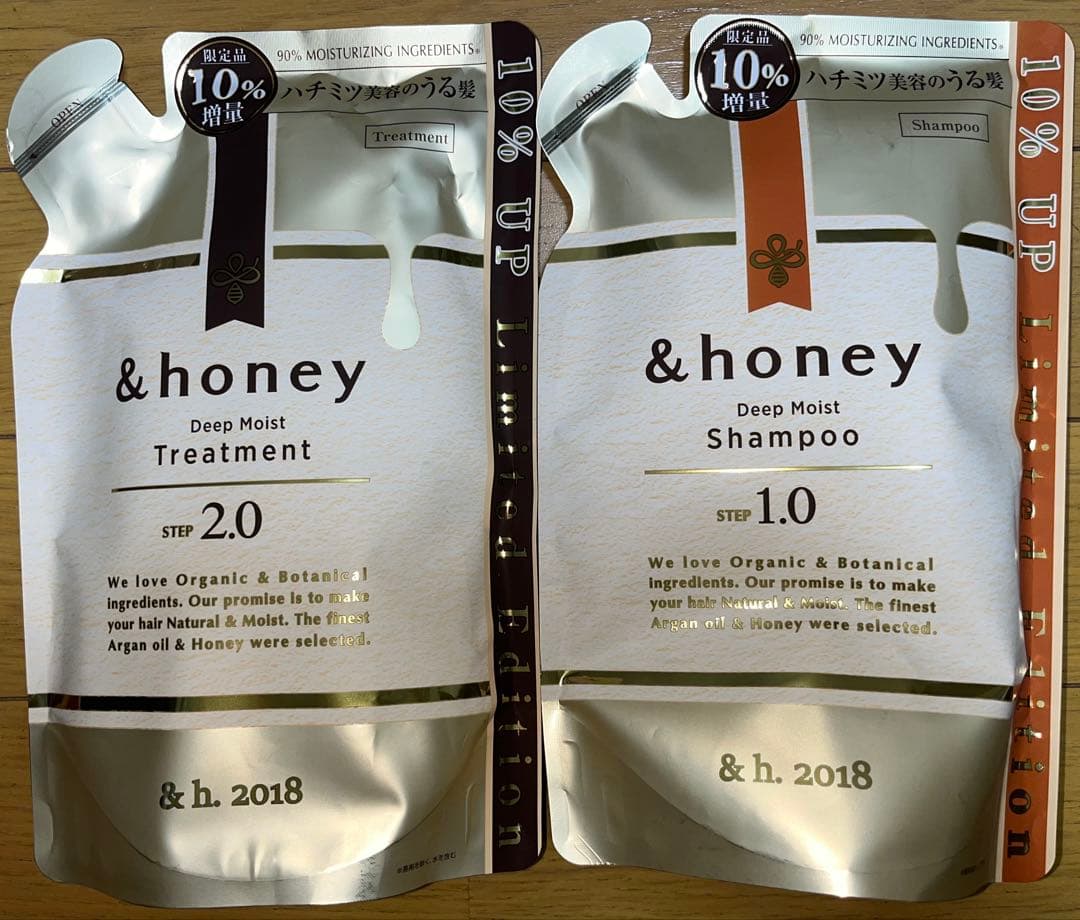 OPEN
限定品
10%
増量
90% MOISTURIZING INGREDIENTS※
ハチミツ美容のうる髪
Treatment
&honey
Deep Moist
Treatment
STEP 2.0
We love Organic & Botanical
ingredients. Our promise is to make
your hair Natural & Moist. The finest
Argan oil & Honey were selected.
& h. 2018
10% UP Limited Edition
OPEN
限定品
10%
増量
90% MOISTURIZING INGREDIENTS※
ハチミツ美容のうる髪
Shampoo
&honey
Deep Moist
Shampoo
STEP 1.0
We love Organic & Botanical
ingredients. Our promise is to make
your hair Natural & Moist. The finest
Argan oil & Honey were selected.
& h. 2018
10% UP Limited Edition